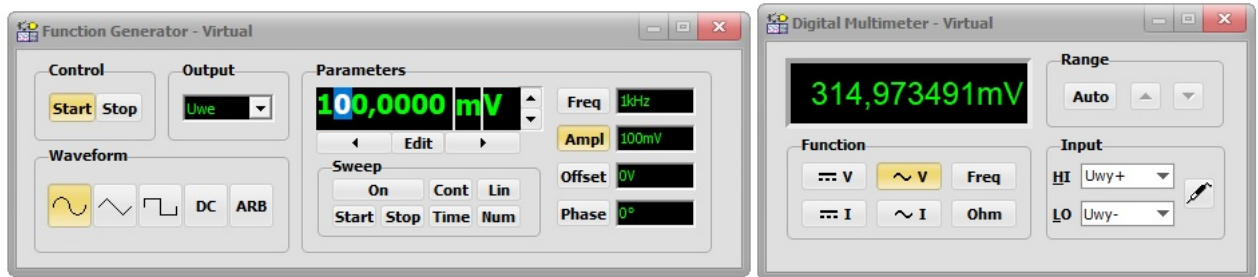 Function Generator - Virtual
Control
Start Stop
Output
Uwe
Waveform
DC ARB
Parameters
100,0000 mV
Edit
Sweep
On Cont Lin
Start Stop Time Num
Freq 1kHz
Ampl 100mV
Offset 0V
Phase 0°
Digital Multimeter - Virtual
314,973491mV
Range
Auto
Function
V V Freq
I I Ohm
Input
HI Uwy+
LO Uwy-